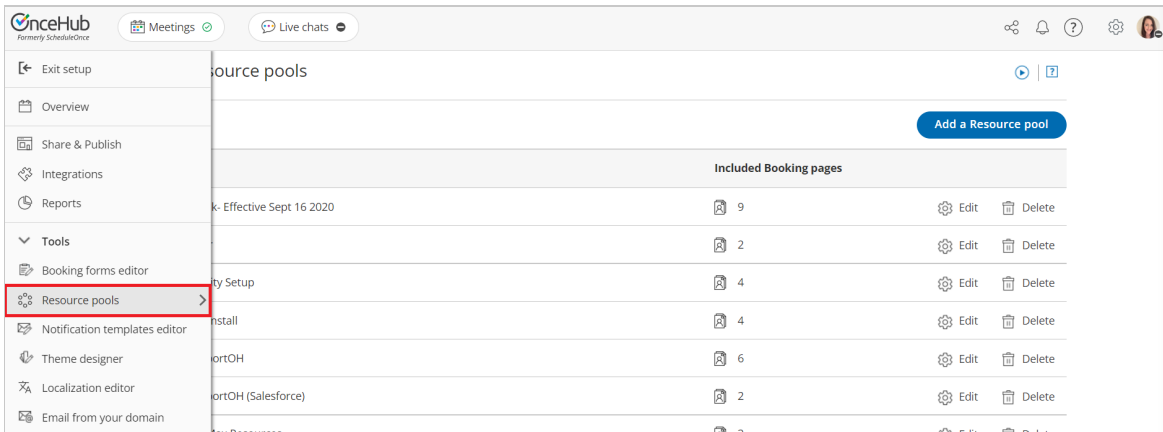 OnceHub
Formerly ScheduleOnce
Meetings
Live chats
Exit setup
source pools
Overview
Add a Resource pool
Share & Publish
Integrations
Included Booking pages
Reports
k- Effective Sept 16 2020 9 Edit Delete
Tools
2 Edit Delete
Booking forms editor
ity Setup 4 Edit Delete
Resource pools
nstall 4 Edit Delete
Notification templates editor
portOH 6 Edit Delete
Theme designer
Localization editor
portOH (Salesforce) 2 Edit Delete
Email from your domain